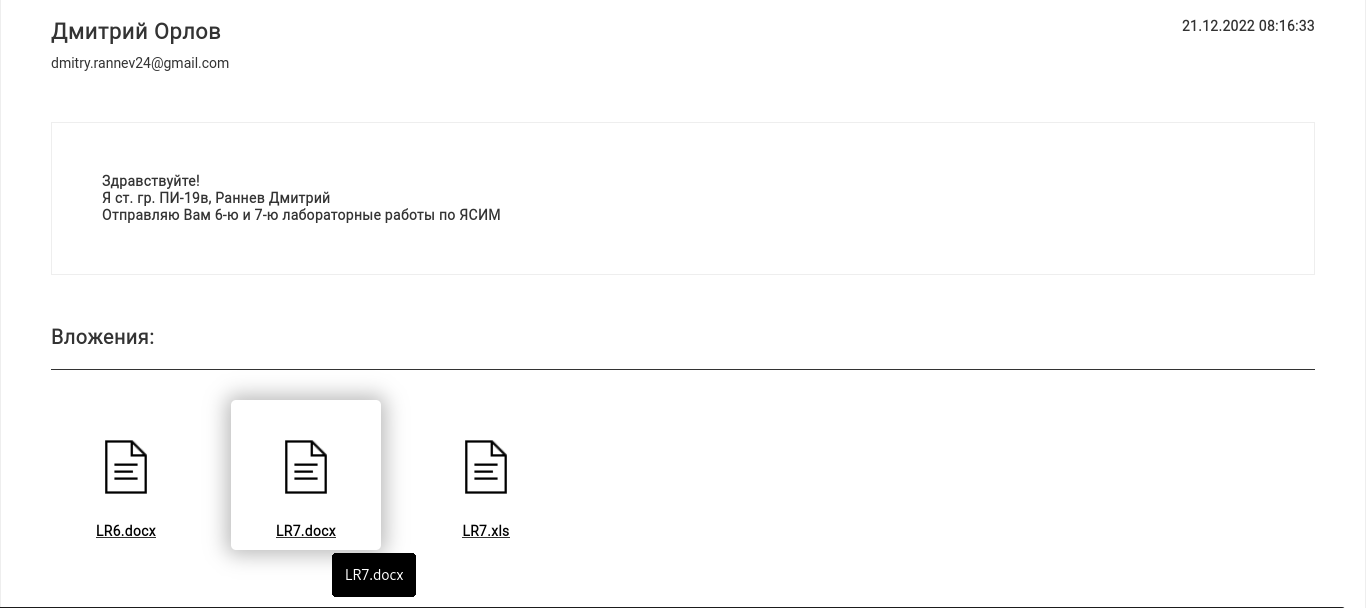 Дмитрий Орлов
21.12.2022 08:16:33
dmitry.rannev24@gmail.com
Здравствуйте!
Я ст. гр. ПИ-19в, Раннев Дмитрий
Отправляю Вам 6-ю и 7-ю лабораторные работы по ЯСИМ
Вложения:
LR6.docx
LR7.docx
LR7.xls
LR7.docx